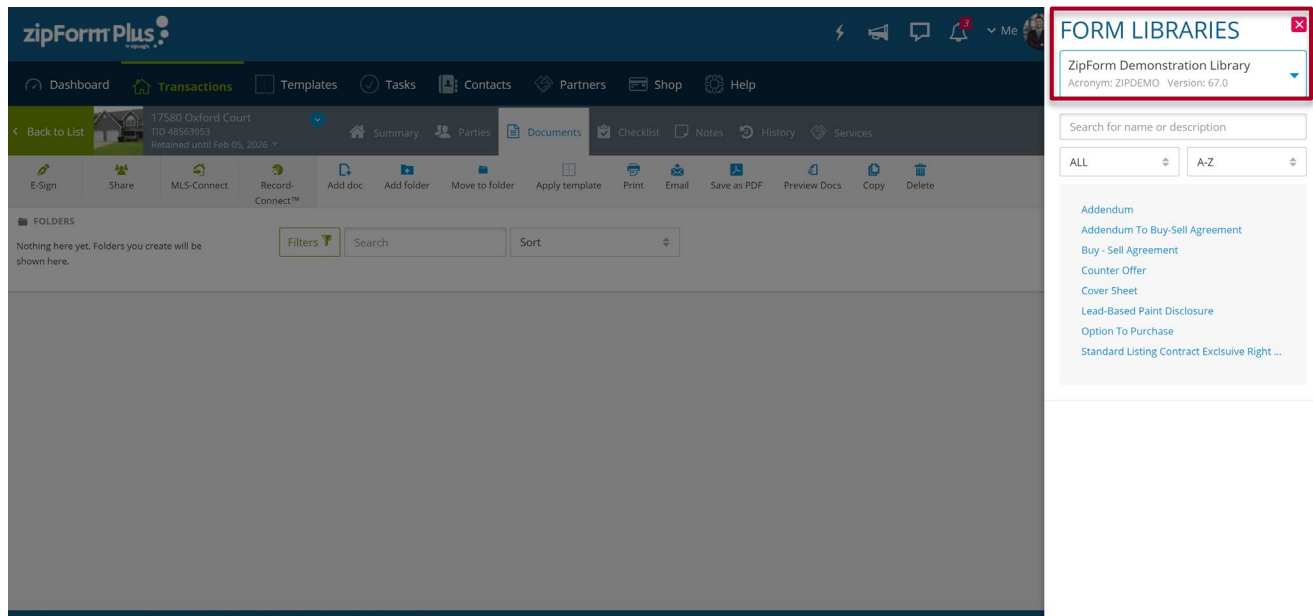 zipForm Plus
by zipLogix
3
Me
Dashboard
Transactions
Templates
Tasks
Contacts
Partners
Shop
Help
Back to List
17580 Oxford Court
TID 48563953
Retained until Feb 05, 2026
Summary
Parties
Documents
Checklist
Notes
History
Services
E-Sign
Share
MLS-Connect
Record-
Connect™
Add doc
Add folder
Move to folder
Apply template
Print
Email
Save as PDF
Preview Docs
Copy
Delete
FOLDERS
Nothing here yet. Folders you create will be
shown here.
Filters
Search
Sort
FORM LIBRARIES
ZipForm Demonstration Library
Acronym: ZIPDEMO Version: 67.0
Search for name or description
ALL
A-Z
Addendum
Addendum To Buy-Sell Agreement
Buy - Sell Agreement
Counter Offer
Cover Sheet
Lead-Based Paint Disclosure
Option To Purchase
Standard Listing Contract Exclsuive Right ...